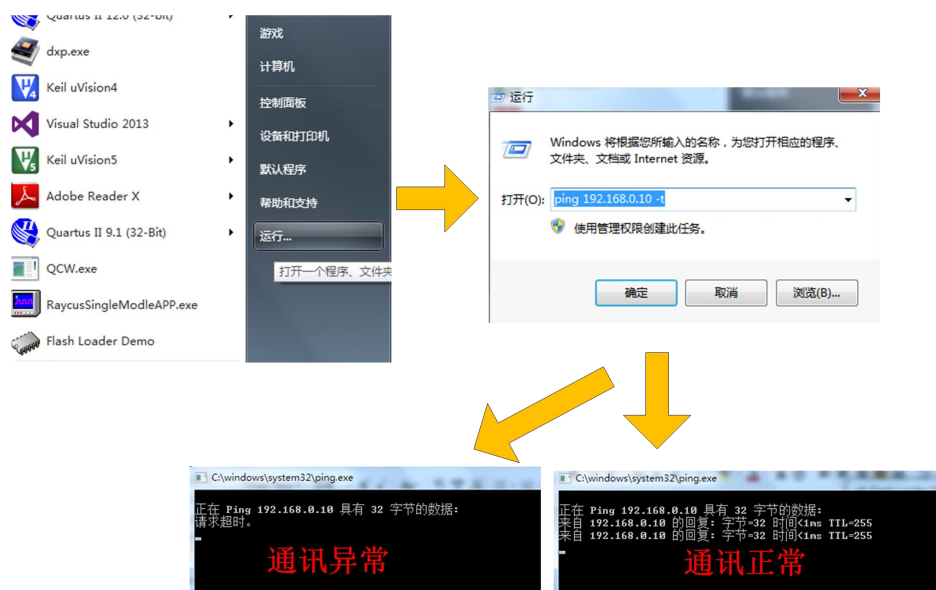 Quartus II 12.0 (32-Bit)
dxp.exe
Keil uVision4
Visual Studio 2013
Keil uVision5
Adobe Reader X
Quartus II 9.1 (32-Bit)
QCW.exe
RaycusSingleModleAPP.exe
Flash Loader Demo
游戏
计算机
控制面板
设备和打印机
默认程序
帮助和支持
运行...
打开一个程序、文件夹
运行
Windows 将根据您所输入的名称，为您打开相应的程序、
文件夹、文档或 Internet 资源。
打开(O):
ping 192.168.0.10 -t
使用管理权限创建此任务。
确定
取消
浏览(B)...
C:\windows\system32\ping.exe
正在 Ping 192.168.0.10 具有 32 字节的数据:
请求超时。
通讯异常
C:\windows\system32\ping.exe
正在 Ping 192.168.0.10 具有 32 字节的数据:
来自 192.168.0.10 的回复: 字节=32 时间<1ms TTL=255
来自 192.168.0.10 的回复: 字节=32 时间<1ms TTL=255
通讯正常